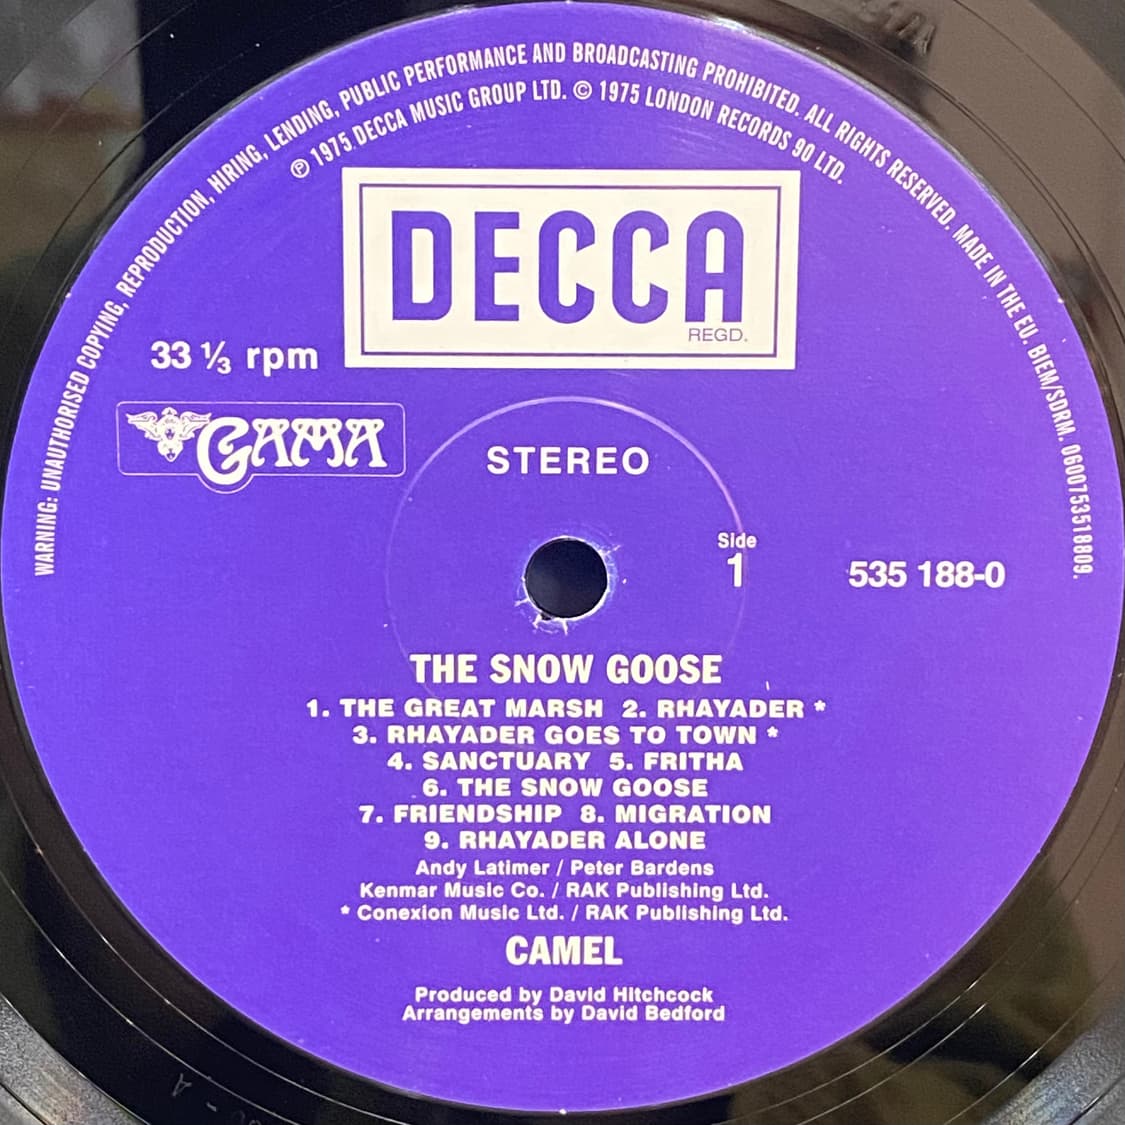 WARNING: UNAUTHORISED COPYING, REPRODUCTION, HIRING, LENDING, PUBLIC PERFORMANCE AND BROADCASTING PROHIBITED. ALL RIGHTS RESERVED. MADE IN THE EU. BIEM/SDRM. 0600753518809.
℗ 1975 DECCA MUSIC GROUP LTD. © 1975 LONDON RECORDS 90 LTD.
DECCA
REGD.
33 ⅓ rpm
GAMA
STEREO
Side
1
535 188-0
THE SNOW GOOSE
1. THE GREAT MARSH 2. RHAYADER *
3. RHAYADER GOES TO TOWN *
4. SANCTUARY 5. FRITHA
6. THE SNOW GOOSE
7. FRIENDSHIP 8. MIGRATION
9. RHAYADER ALONE
Andy Latimer / Peter Bardens
Kenmar Music Co. / RAK Publishing Ltd.
* Conexion Music Ltd. / RAK Publishing Ltd.
CAMEL
Produced by David Hitchcock
Arrangements by David Bedford